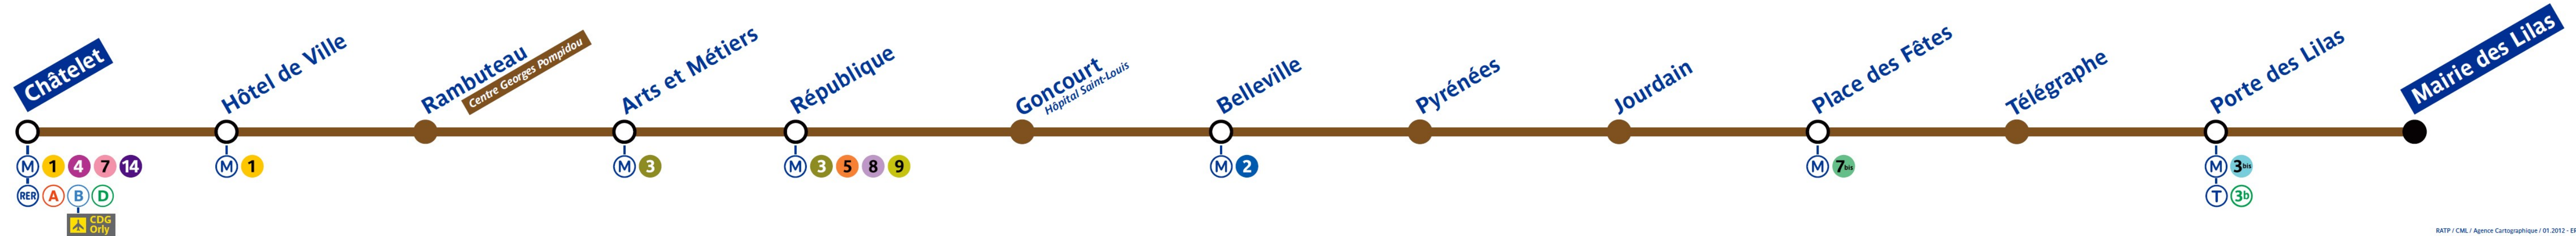 Châtelet
Hôtel de Ville
Rambuteau
Centre Georges Pompidou
Arts et Métiers
République
Goncourt
Hôpital Saint-Louis
Belleville
Pyrénées
Jourdain
Place des Fêtes
Télégraphe
Porte des Lilas
Mairie des Lilas
M 1 4 7 14
RER A B D
CDG
Orly
M 1
M 3
M 3 5 8 9
M 2
M 7bis
M 3bis
T 3b
RATP / CML / Agence Cartographique / 01.2012 -